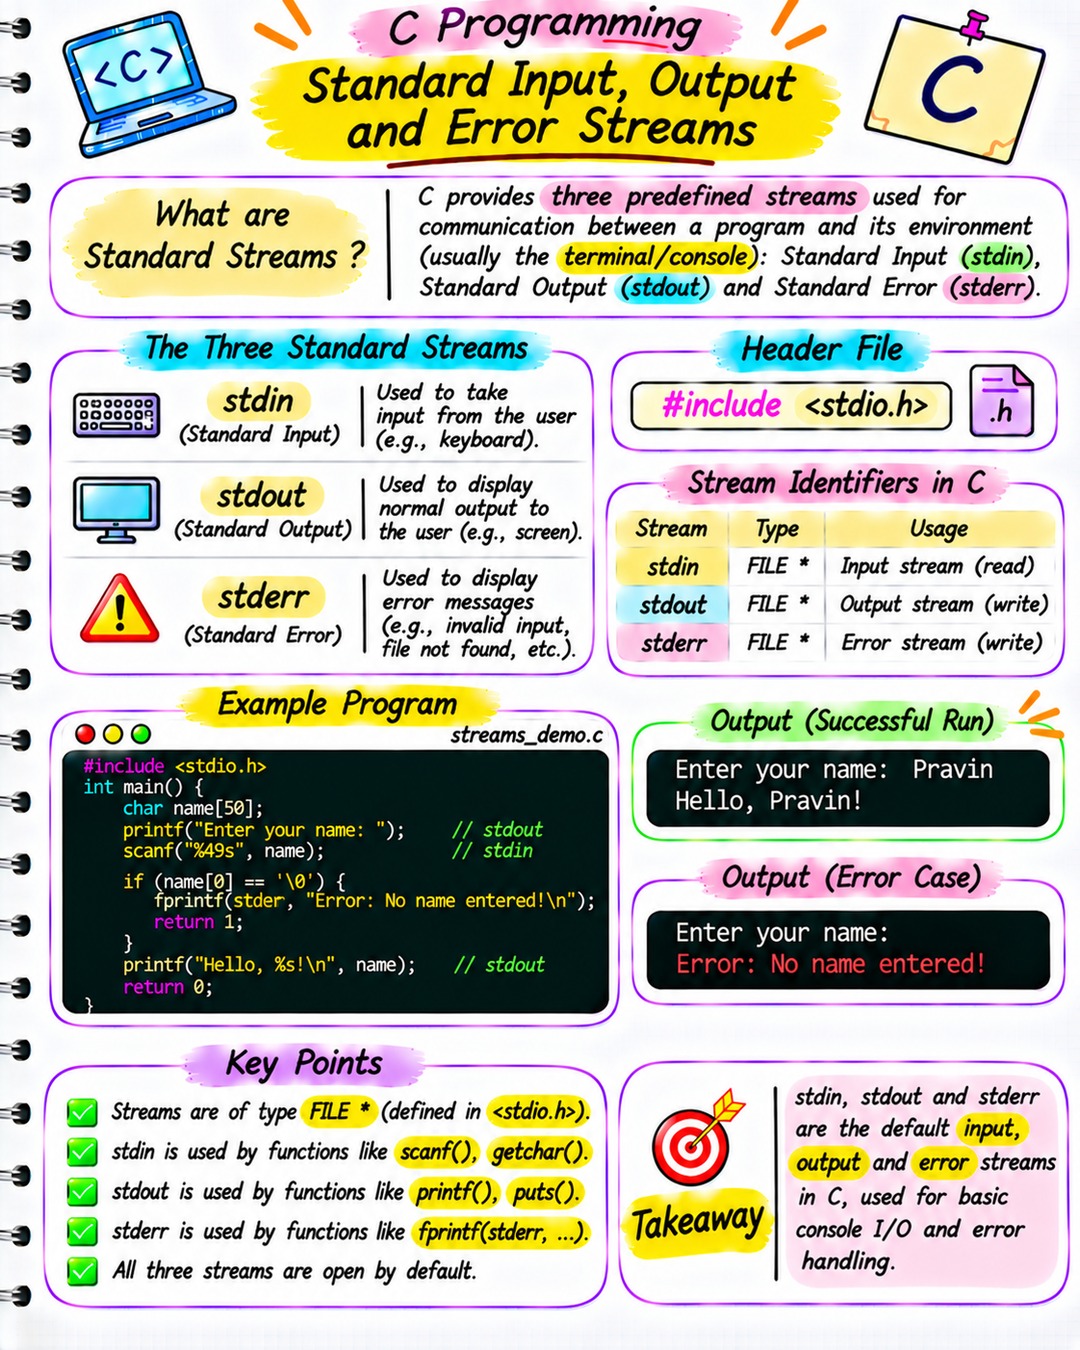 <C>
C Programming
Standard Input, Output
and Error Streams
C
What are
Standard Streams ?
C provides three predefined streams used for
communication between a program and its environment
(usually the terminal/console): Standard Input (stdin),
Standard Output (stdout) and Standard Error (stderr).
The Three Standard Streams
stdin
(Standard Input)
Used to take
input from the user
(e.g., keyboard).
stdout
(Standard Output)
Used to display
normal output to
the user (e.g., screen).
stderr
(Standard Error)
Used to display
error messages
(e.g., invalid input,
file not found, etc.).
Header File
#include <stdio.h>
.h
Stream Identifiers in C
Stream Type Usage
stdin FILE * Input stream (read)
stdout FILE * Output stream (write)
stderr FILE * Error stream (write)
Example Program
streams_demo.c
#include <stdio.h>
int main() {
    char name[50];
    printf("Enter your name: ");     // stdout
    scanf("%49s", name);             // stdin
    if (name[0] == '\0') {
        fprintf(stder, "Error: No name entered!\n");
        return 1;
    }
    printf("Hello, %s!\n", name);    // stdout
    return 0;
}
Output (Successful Run)
Enter your name:  Pravin
Hello, Pravin!
Output (Error Case)
Enter your name:
Error: No name entered!
Key Points
Streams are of type FILE * (defined in <stdio.h>).
stdin is used by functions like scanf(), getchar().
stdout is used by functions like printf(), puts().
stderr is used by functions like fprintf(stderr, ...).
All three streams are open by default.
Takeaway
stdin, stdout and stderr
are the default input,
output and error streams
in C, used for basic
console I/O and error
handling.